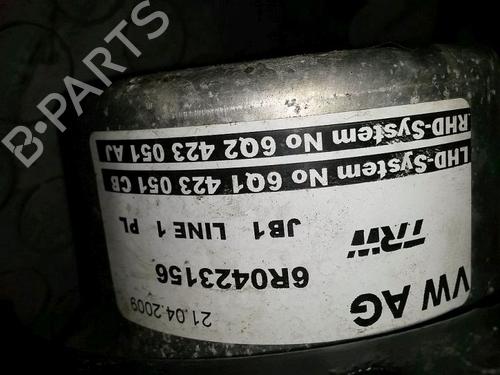 VW AG
21.04.2009
6R0423156
TRW
JB1 LINE 1 PL
LHD-System No 6Q1 423 051 CB
RHD-System No 6Q2 423 051 AJ
B-PARTS